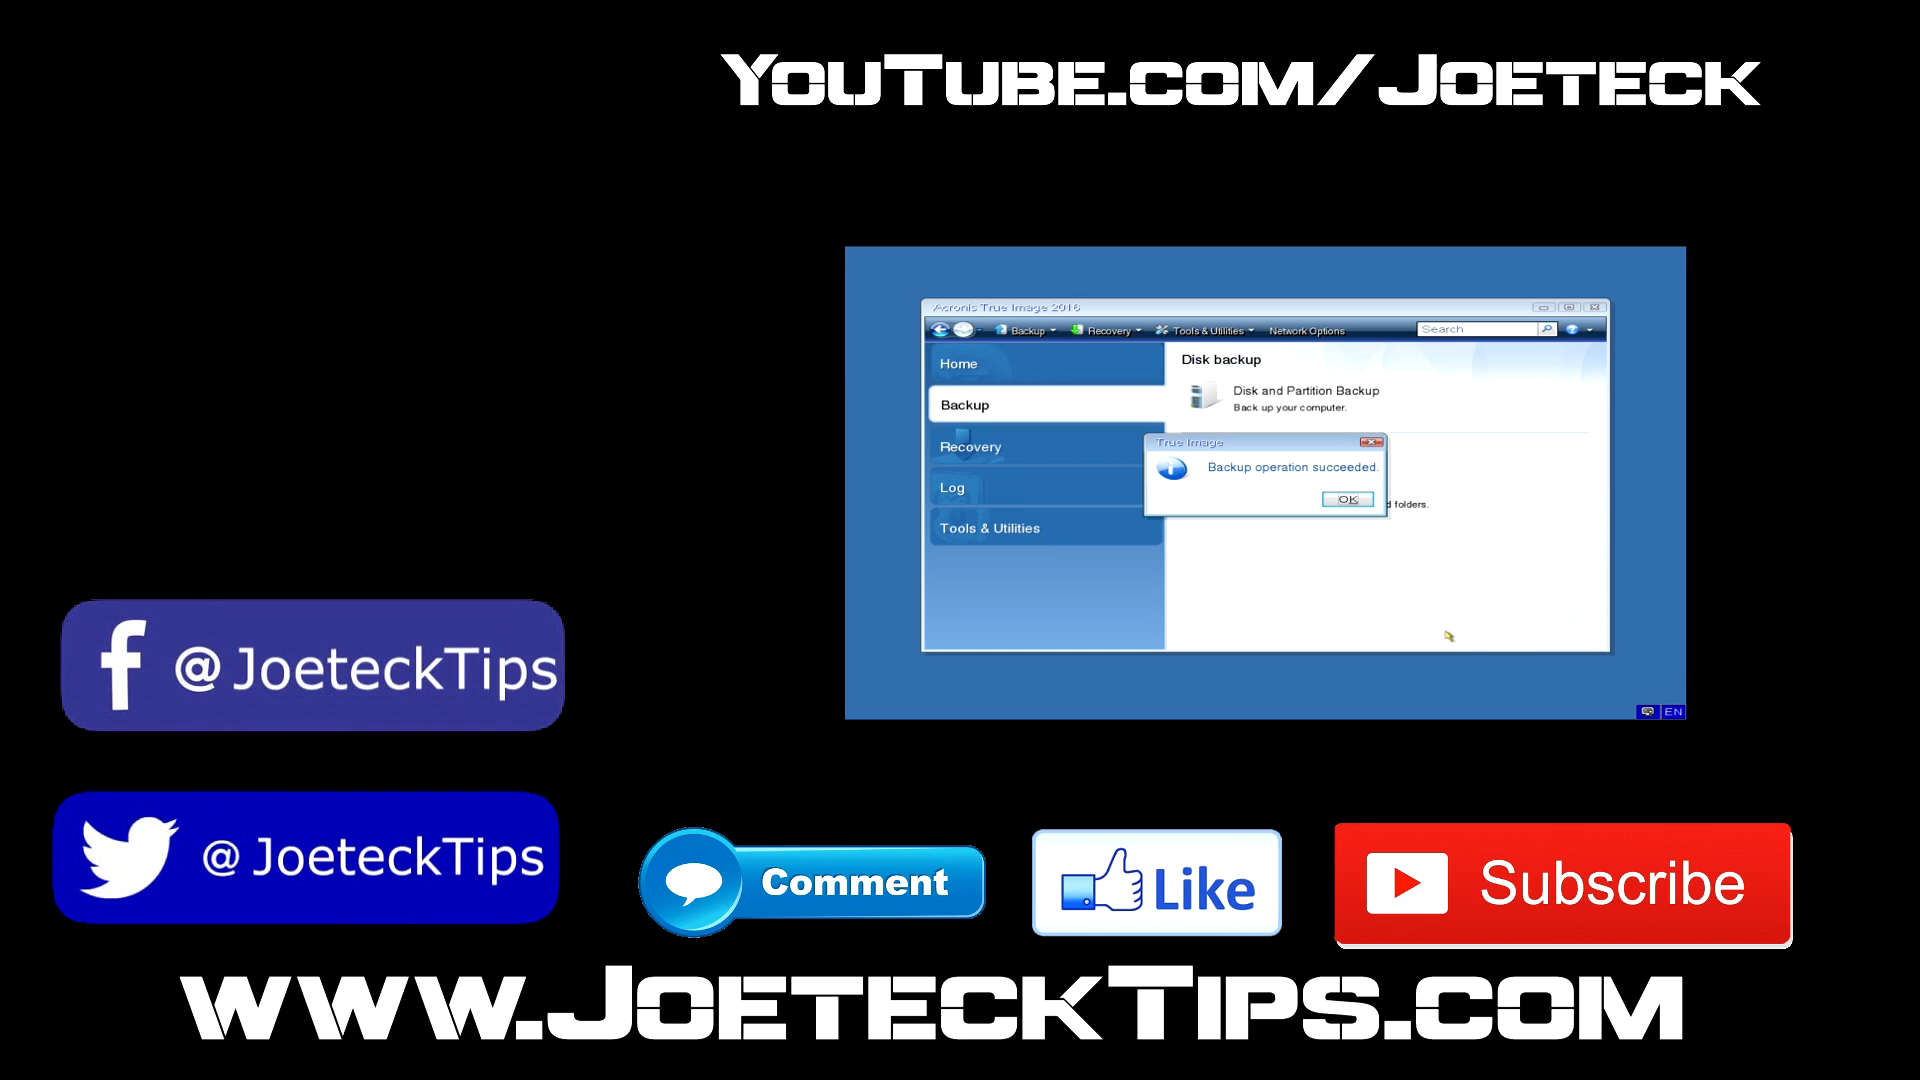 YouTube.com/Joeteck
Acronis True Image 2016
Backup Recovery Tools & Utilities Network Options Search
Home
Backup
Recovery
Log
Tools & Utilities
Disk backup
Disk and Partition Backup
Back up your computer.
True Image
Backup operation succeeded.
OK
d folders.
EN
f @JoeteckTips
@JoeteckTips
Comment
Like
Subscribe
www.JoeteckTips.com